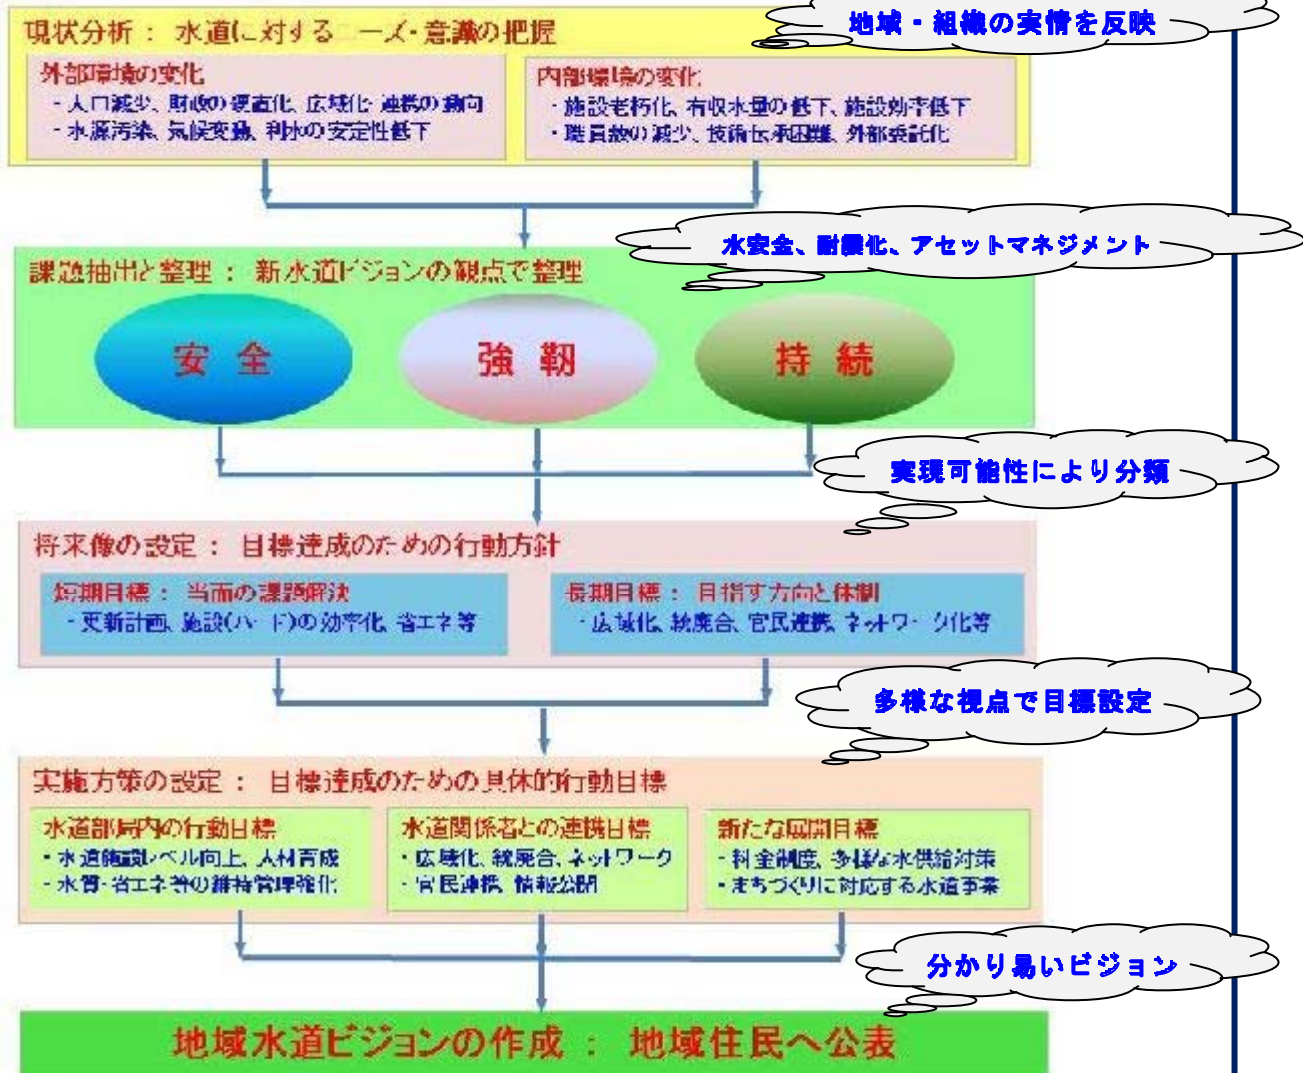 地域・組織の実情を反映
現状分析： 水道に対するニーズ・意識の把握
外部環境の変化
・人口減少、財政の硬直化、広域化・連携の動向
・水源汚染、気候変動、利水の安定性低下
内部環境の変化
・施設老朽化、有収水量の低下、施設効率低下
・職員数の減少、技術伝承困難、外部委託化
水安全、耐震化、アセットマネジメント
課題抽出と整理： 新水道ビジョンの観点で整理
安 全
強 靭
持 続
実現可能性により分類
将来像の設定： 目標達成のための行動方針
短期目標： 当面の課題解決
・更新計画、施設(ハード)の効率化、省エネ等
長期目標： 目指す方向と体制
・広域化、統廃合、官民連携、ネットワーク化等
多様な視点で目標設定
実施方策の設定： 目標達成のための具体的行動目標
水道部局内の行動目標
・水道施設レベル向上、人材育成
・水質・省エネ等の維持管理強化
水道関係者との連携目標
・広域化、統廃合、ネットワーク
・官民連携、情報公開
新たな展開目標
・料金制度、多様な水供給対策
・まちづくりに対応する水道事業
分かり易いビジョン
地域水道ビジョンの作成： 地域住民へ公表